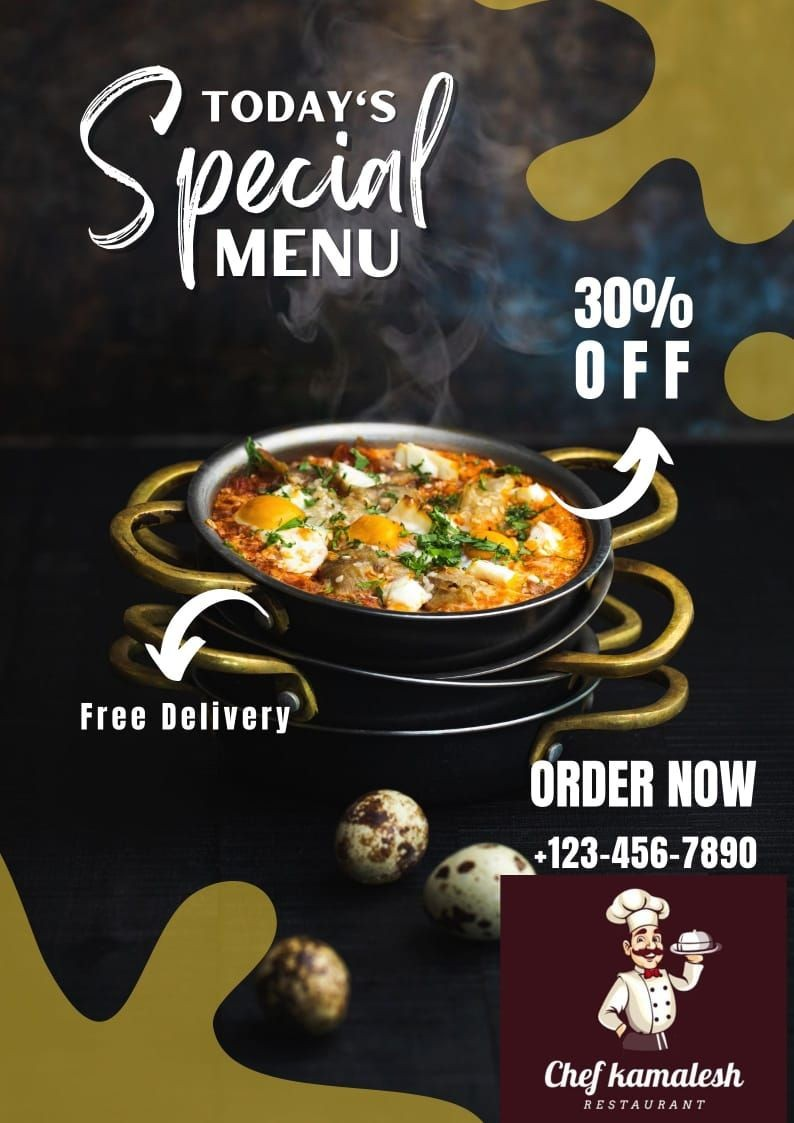 TODAY‘S
Special
MENU
30%
OFF
Free Delivery
ORDER NOW
+123-456-7890
Chef kamalesh
RESTAURANT